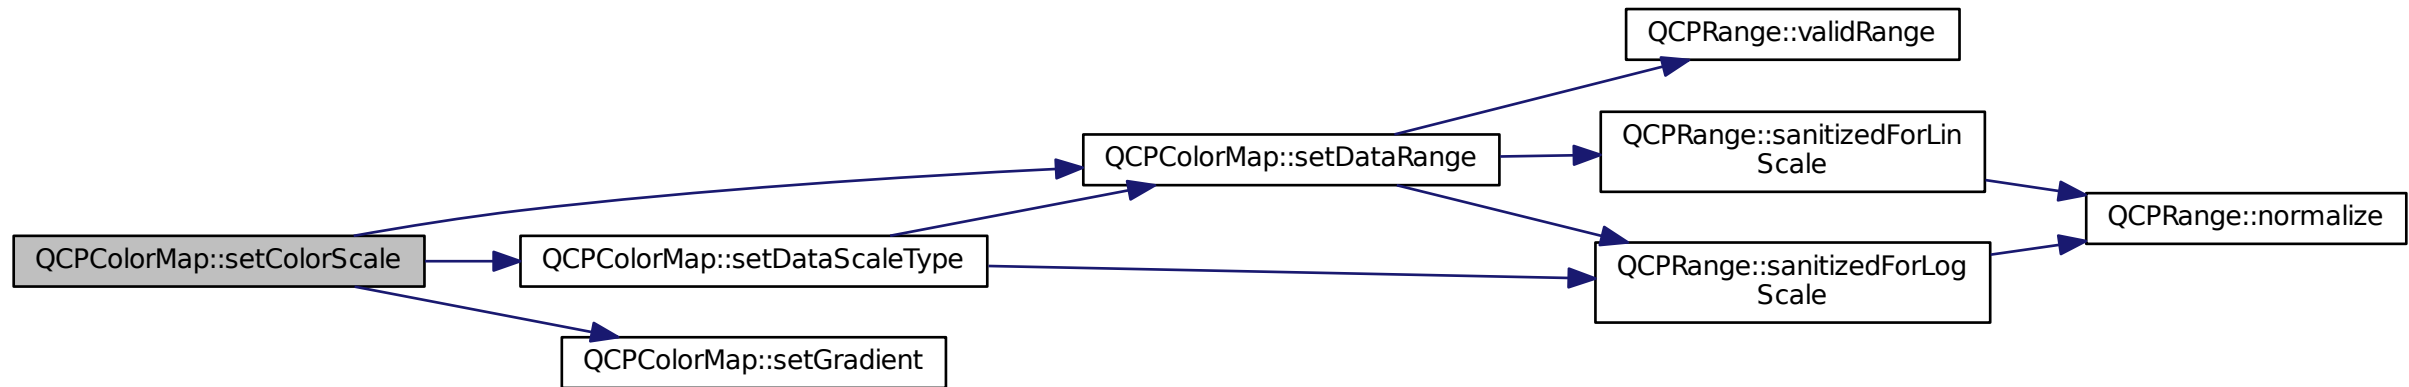 QCPRange::validRange
QCPRange::sanitizedForLin
Scale
QCPColorMap::setDataRange
QCPRange::normalize
QCPColorMap::setColorScale
QCPColorMap::setDataScaleType
QCPRange::sanitizedForLog
Scale
QCPColorMap::setGradient